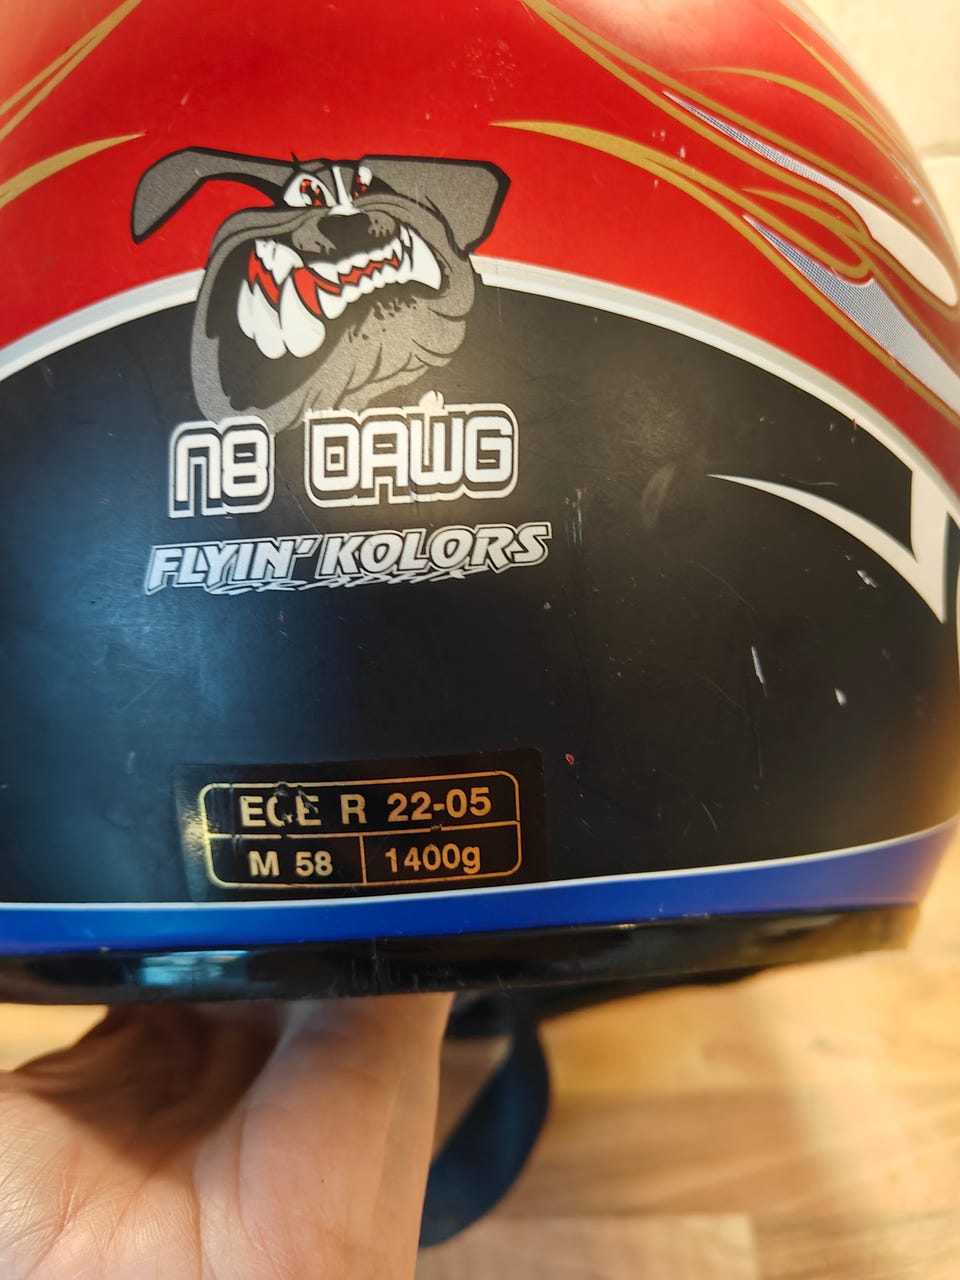 N8 DAWG
FLYIN' KOLORS
ECE R 22-05
M 58
1400g